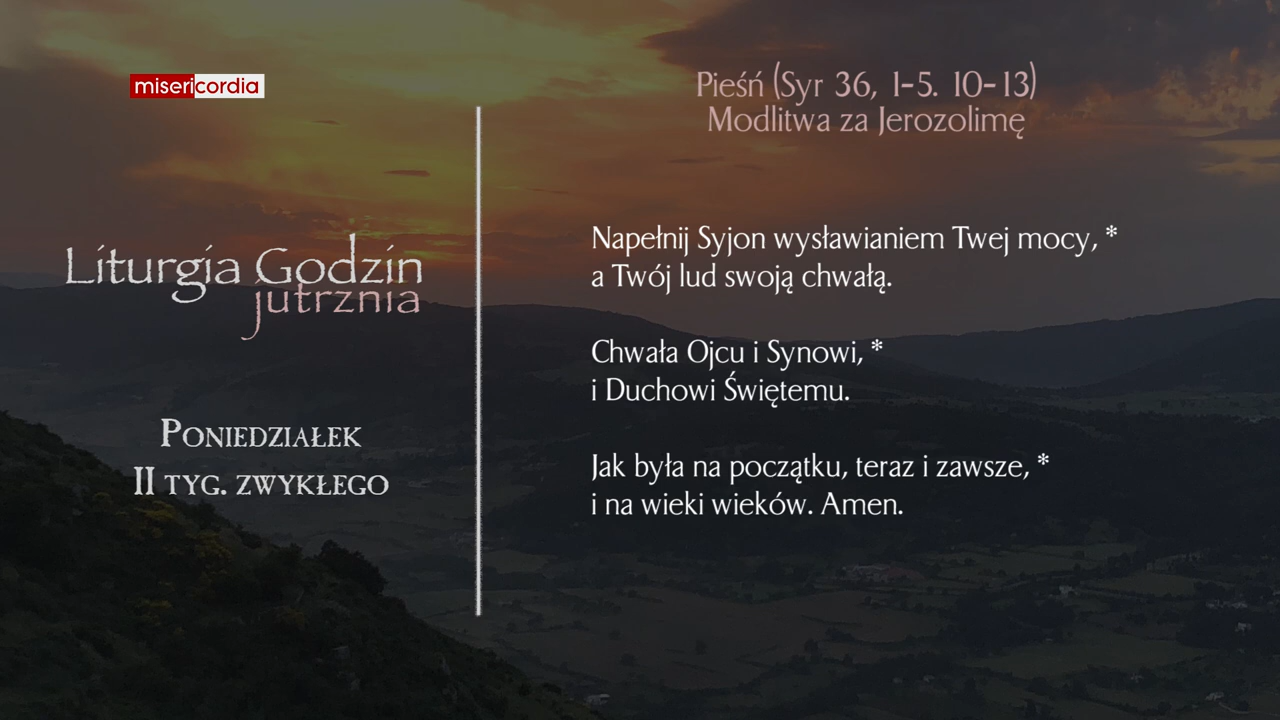 misericordia
Liturgia Godzin
jutrznia
Poniedziałek
II tyg. zwykłego
Pieśń (Syr 36, 1-5. 10-13)
Modlitwa za Jerozolimę
Napełnij Syjon wysławianiem Twej mocy, *
a Twój lud swoją chwałą.
Chwała Ojcu i Synowi, *
i Duchowi Świętemu.
Jak była na początku, teraz i zawsze, *
i na wieki wieków. Amen.